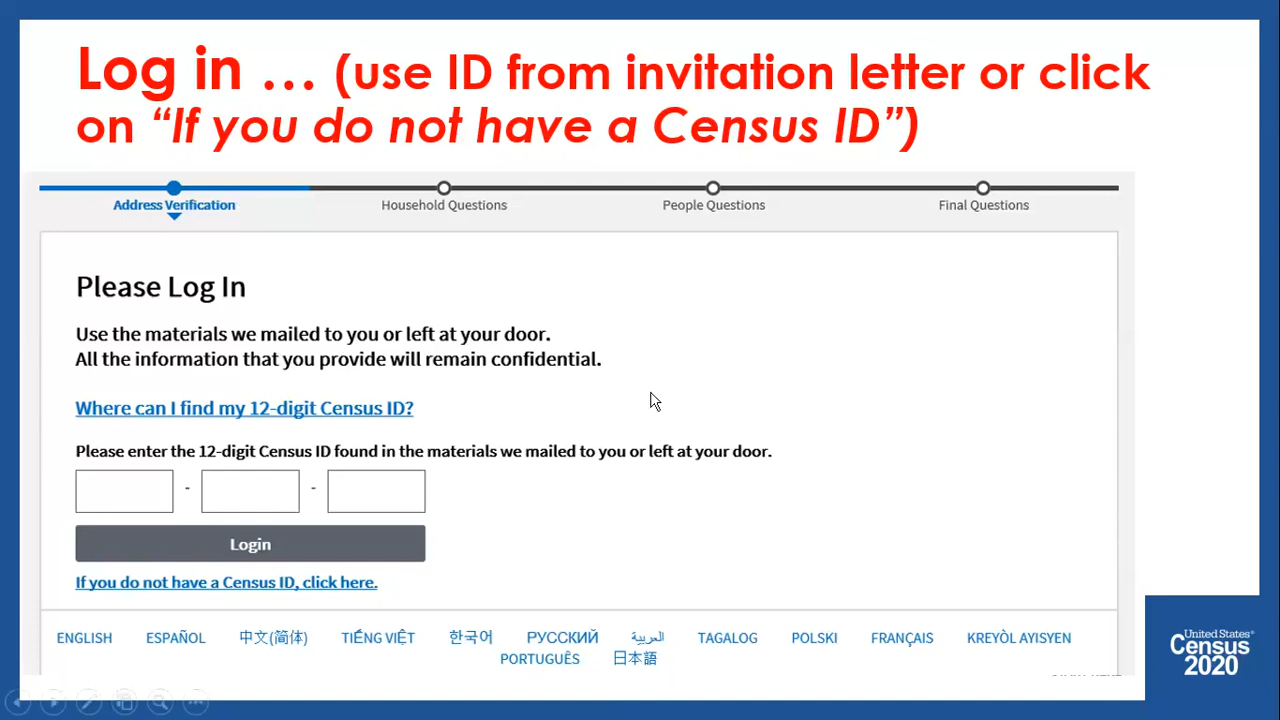 Log in … (use ID from invitation letter or click
on “If you do not have a Census ID”)
Address Verification
Household Questions
People Questions
Final Questions
Please Log In
Use the materials we mailed to you or left at your door.
All the information that you provide will remain confidential.
Where can I find my 12-digit Census ID?
Please enter the 12-digit Census ID found in the materials we mailed to you or left at your door.
- -
Login
If you do not have a Census ID, click here.
ENGLISH ESPAÑOL 中文(简体) TIẾNG VIỆT 한국어 РУССКИЙ العربية TAGALOG POLSKI FRANÇAIS KREYÒL AYISYEN
PORTUGUÊS 日本語
United States®
Census
2020